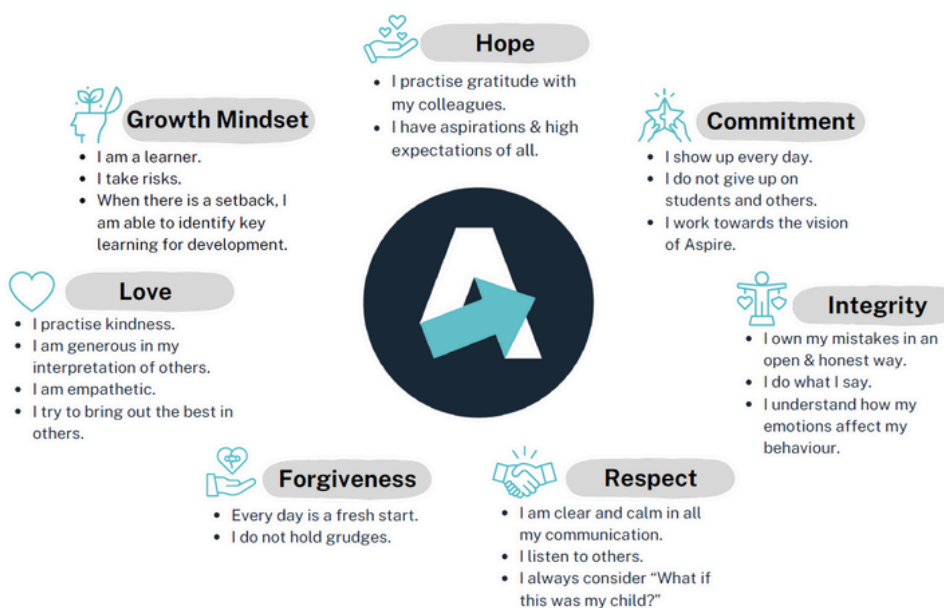 Hope
• I practise gratitude with
my colleagues.
• I have aspirations & high
expectations of all.
Growth Mindset
• I am a learner.
• I take risks.
• When there is a setback, I
am able to identify key
learning for development.
Commitment
• I show up every day.
• I do not give up on
students and others.
• I work towards the vision
of Aspire.
Love
• I practise kindness.
• I am generous in my
interpretation of others.
• I am empathetic.
• I try to bring out the best in
others.
Integrity
• I own my mistakes in an
open & honest way.
• I do what I say.
• I understand how my
emotions affect my
behaviour.
Forgiveness
• Every day is a fresh start.
• I do not hold grudges.
Respect
• I am clear and calm in all
my communication.
• I listen to others.
• I always consider “What if
this was my child?”